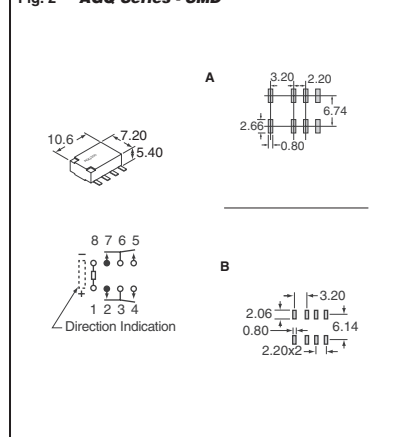 Fig. 2 AGQ Series - SMD
A
3.20 2.20
6.74
2.66
0.80
10.6
7.20
5.40
8 7 6 5
−
+
1 2 3 4
Direction Indication
B
3.20
2.06
0.80
6.14
2.20x2